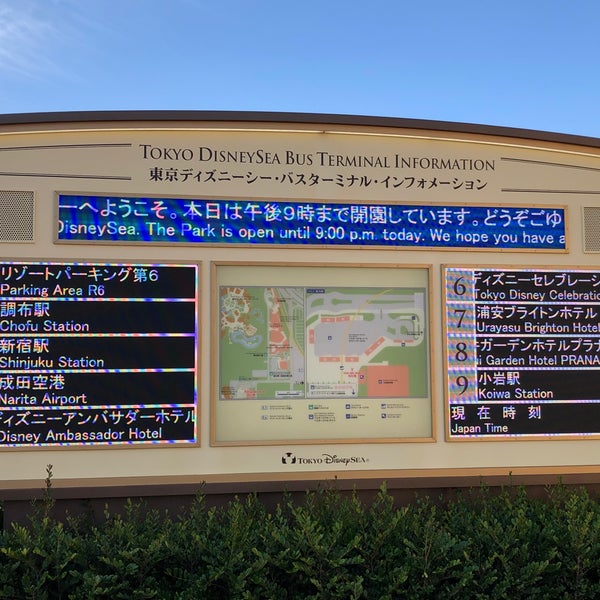 TOKYO DISNEYSEA BUS TERMINAL INFORMATION
東京ディズニーシー・バスターミナル・インフォメーション
ーへようこそ。本日は午後9時まで開園しています。どうぞごゆ
DisneySea. The Park is open until 9:00 p.m. today. We hope you have a
リゾートパーキング第6
Parking Area R6
調布駅
Chofu Station
新宿駅
Shinjuku Station
成田空港
Narita Airport
ディズニーアンバサダーホテル
Disney Ambassador Hotel
6 ディズニーセレブレーシ
Tokyo Disney Celebration
7 浦安ブライトンホテル
Urayasu Brighton Hotel
8 ガーデンホテルプラナ
ui Garden Hotel PRANA
9 小岩駅
Koiwa Station
現在時刻
Japan Time
TOKYO DisneySEA®